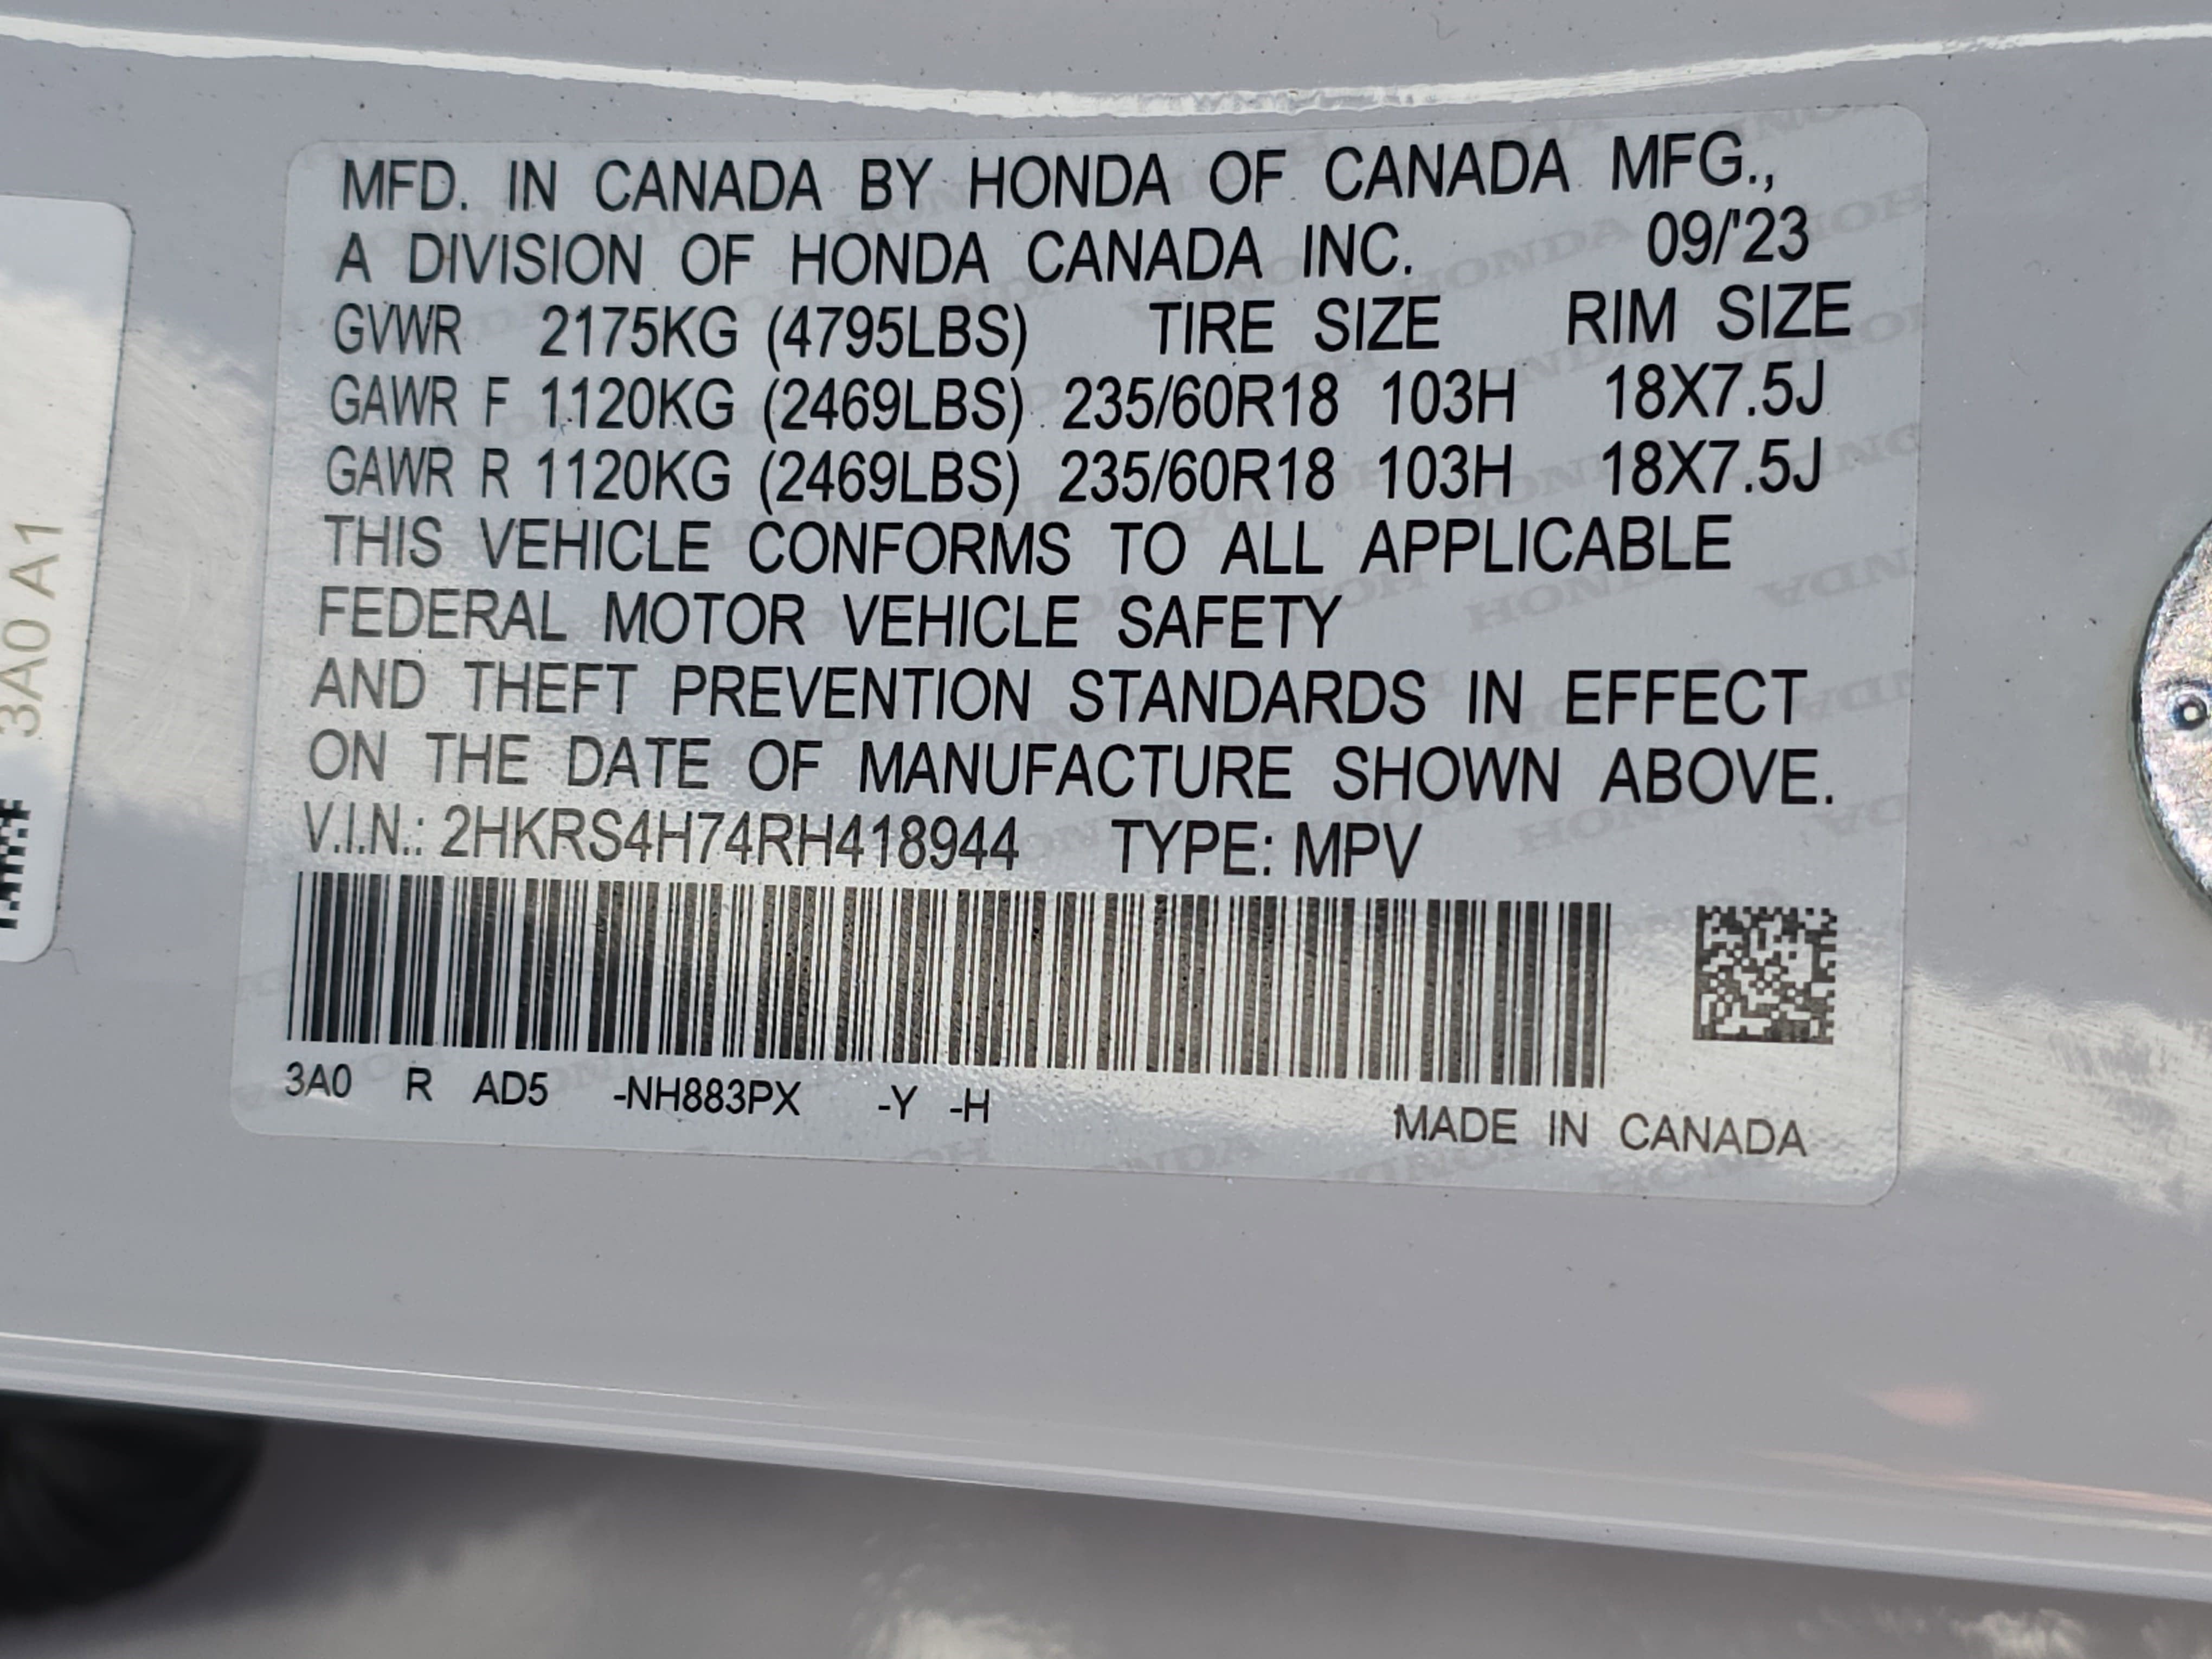 MFD. IN CANADA BY HONDA OF CANADA MFG.,
A DIVISION OF HONDA CANADA INC. 09/'23
GVWR 2175KG (4795LBS) TIRE SIZE RIM SIZE
GAWR F 1120KG (2469LBS) 235/60R18 103H 18X7.5J
GAWR R 1120KG (2469LBS) 235/60R18 103H 18X7.5J
THIS VEHICLE CONFORMS TO ALL APPLICABLE
FEDERAL MOTOR VEHICLE SAFETY
AND THEFT PREVENTION STANDARDS IN EFFECT
ON THE DATE OF MANUFACTURE SHOWN ABOVE.
V.I.N.: 2HKRS4H74RH418944 TYPE: MPV
3A0 R AD5 -NH883PX -Y -H
MADE IN CANADA
3A0 A1